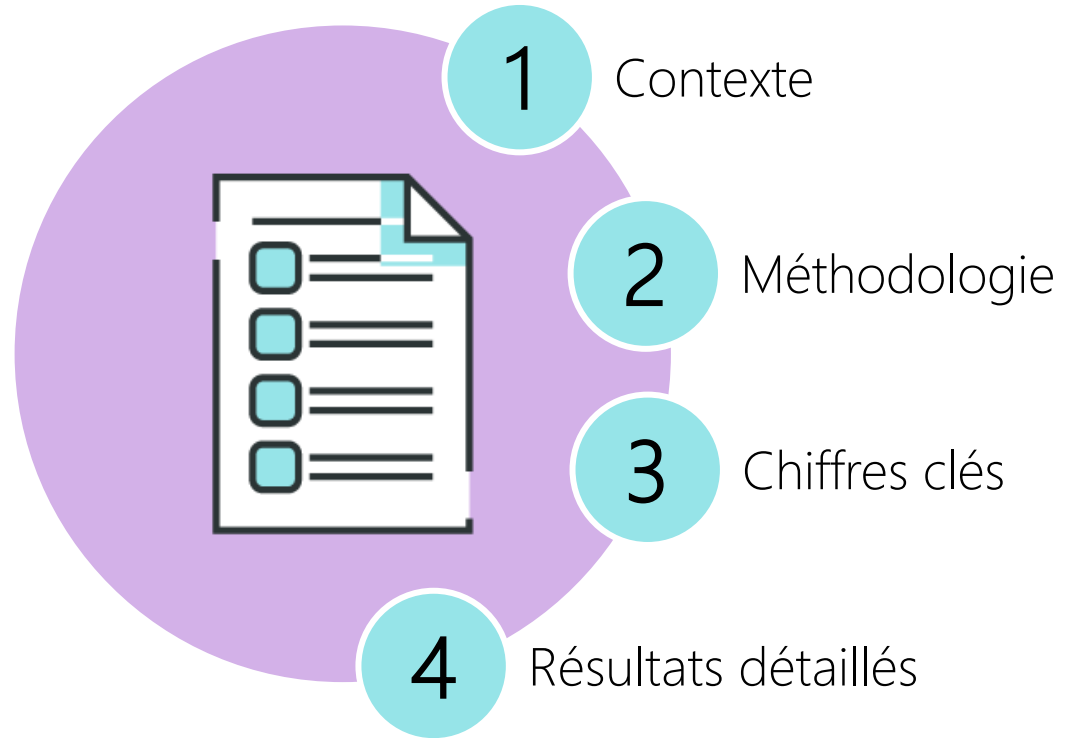 1 Contexte
2 Méthodologie
3 Chiffres clés
4 Résultats détaillés